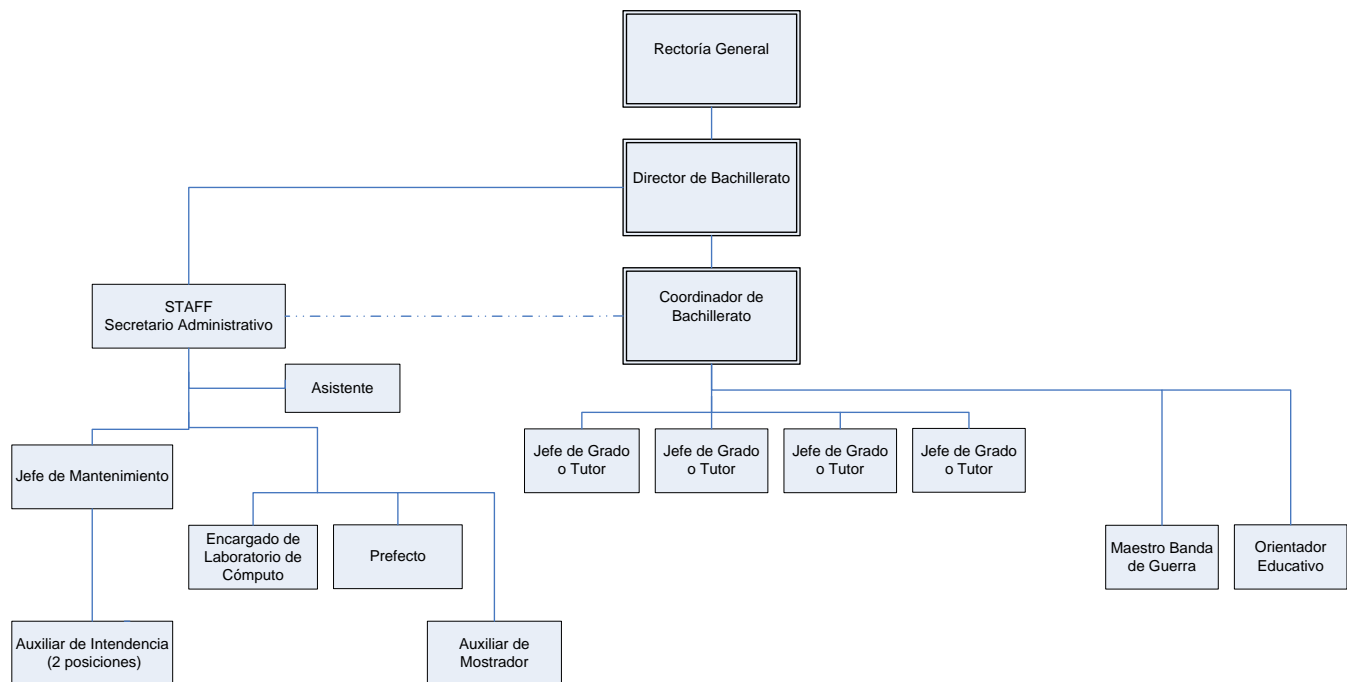 Rectoría General
Director de Bachillerato
STAFF
Secretario Administrativo
Coordinador de
Bachillerato
Asistente
Jefe de Mantenimiento
Jefe de Grado
o Tutor
Jefe de Grado
o Tutor
Jefe de Grado
o Tutor
Jefe de Grado
o Tutor
Encargado de
Laboratorio de
Cómputo
Prefecto
Maestro Banda
de Guerra
Orientador
Educativo
Auxiliar de Intendencia
(2 posiciones)
Auxiliar de
Mostrador